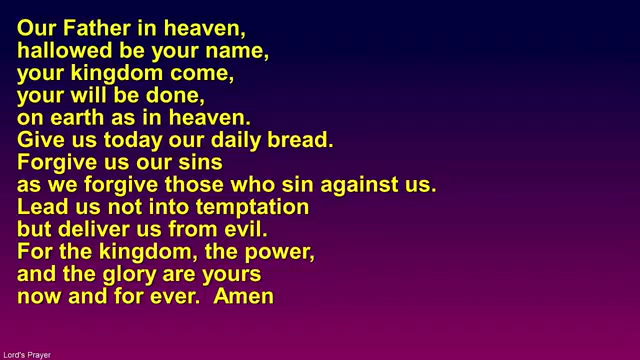 Our Father in heaven,
hallowed be your name,
your kingdom come,
your will be done,
on earth as in heaven.
Give us today our daily bread.
Forgive us our sins
as we forgive those who sin against us.
Lead us not into temptation
but deliver us from evil.
For the kingdom, the power,
and the glory are yours
now and for ever.  Amen
Lord's Prayer